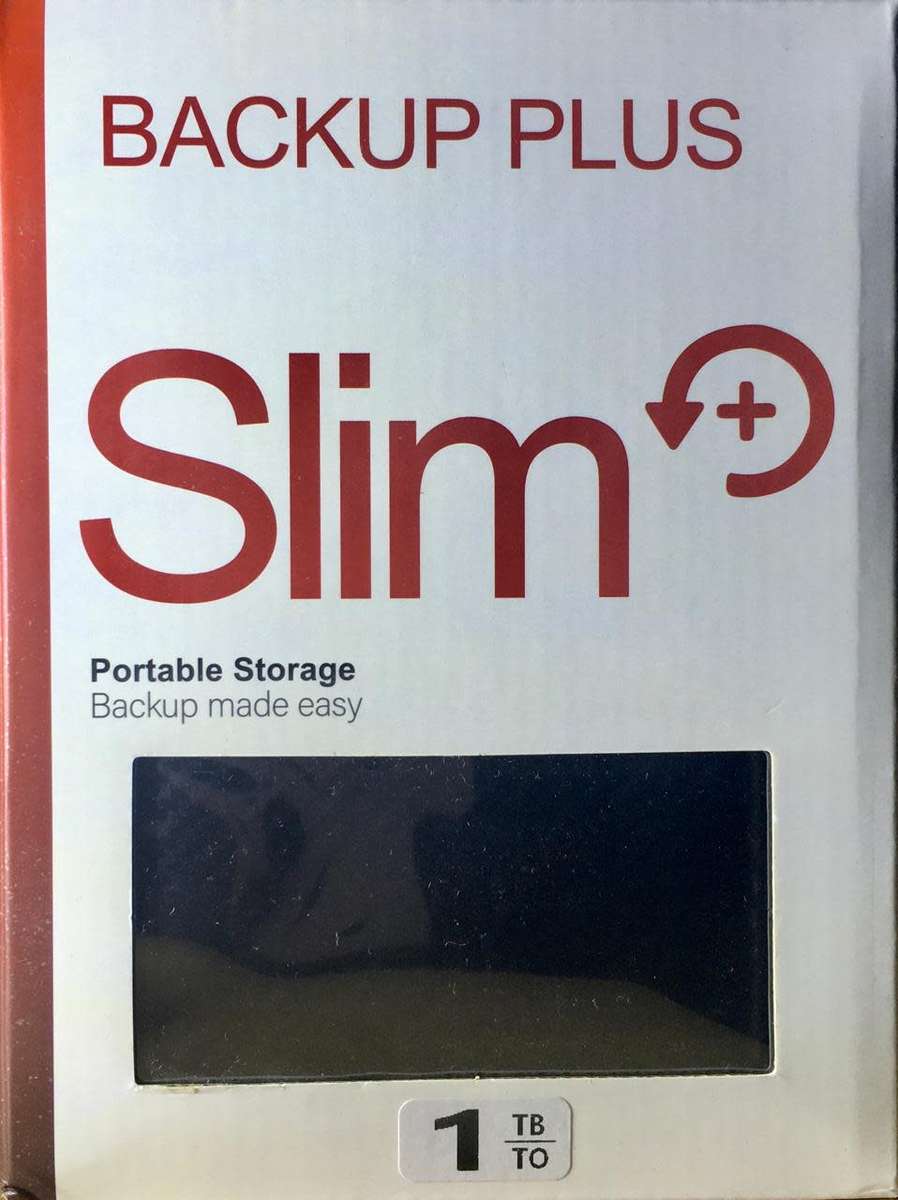 BACKUP PLUS
Slim
Portable Storage
Backup made easy
1 TB
TO